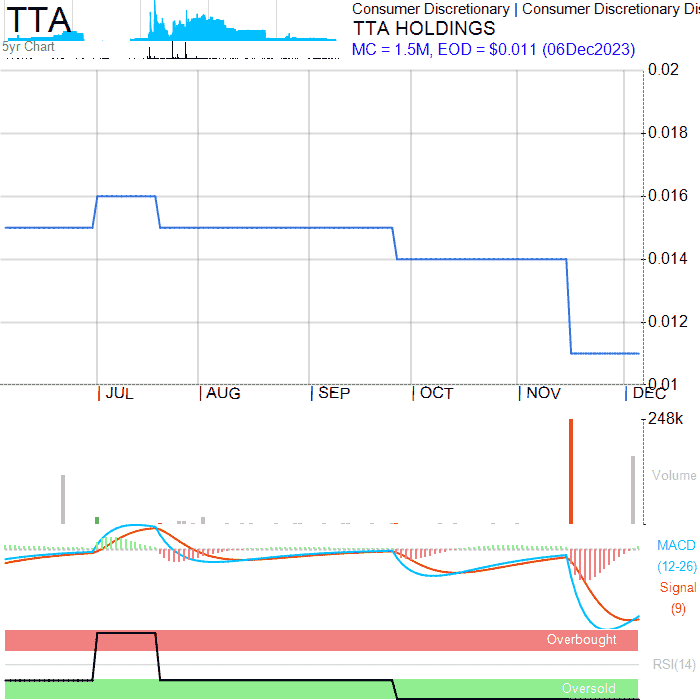 TTA
5yr Chart
Consumer Discretionary | Consumer Discretionary Dis
TTA HOLDINGS
MC = 1.5M, EOD = $0.011 (06Dec2023)
0.02
0.018
0.016
0.014
0.012
0.01
JUL AUG SEP OCT NOV DEC
248k
Volume
MACD
(12-26)
Signal
(9)
Overbought
RSI(14)
Oversold